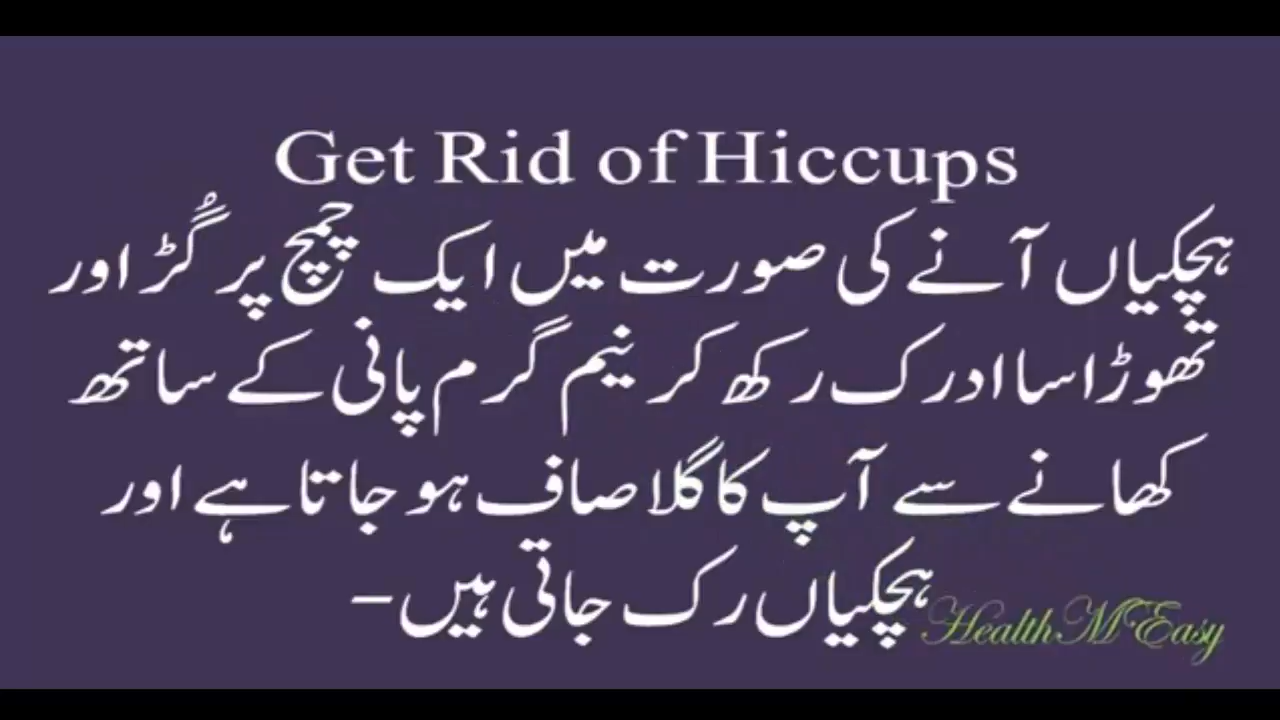 Get Rid of Hiccups
ہچکیاں آنے کی صورت میں ایک چمچ پر گُڑ اور
تھوڑا سا ادرک رکھ کر نیم گرم پانی کے ساتھ
کھانے سے آپ کا گلا صاف ہو جاتا ہے اور
ہچکیاں رک جاتی ہیں–
HealthMEasy